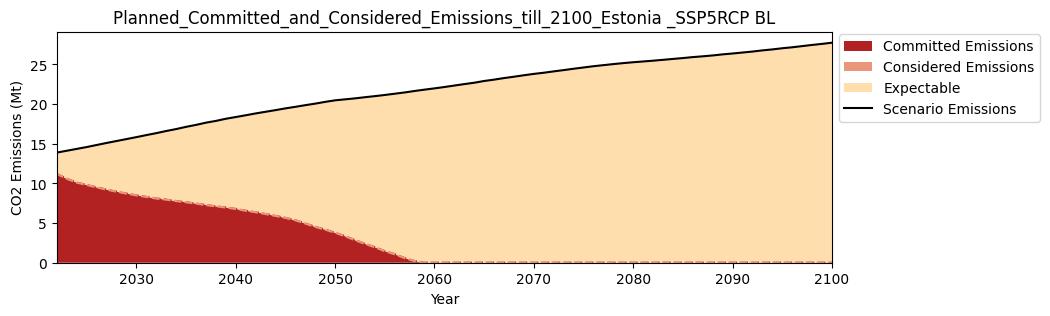 Planned_Committed_and_Considered_Emissions_till_2100_Estonia _SSP5RCP BL
CO2 Emissions (Mt)
25
20
15
10
5
0
2030 2040 2050 2060 2070 2080 2090 2100
Year
Committed Emissions
Considered Emissions
Expectable
Scenario Emissions